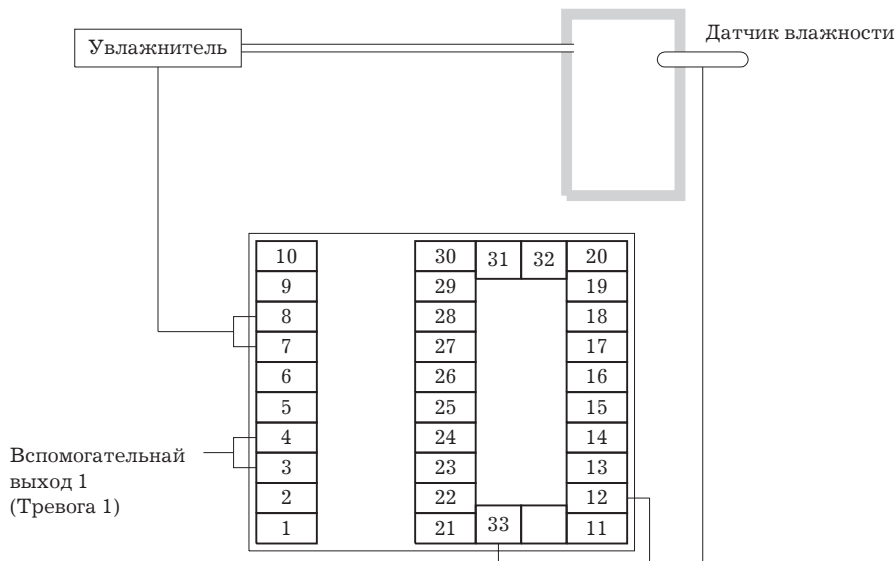 Увлажнитель
Датчик влажности
10 30 31 32 20
9 29 19
8 28 18
7 27 17
6 26 16
5 25 15
4 24 14
3 23 13
2 22 12
1 21 33 11
Вспомогательнай
выход 1
(Тревога 1)